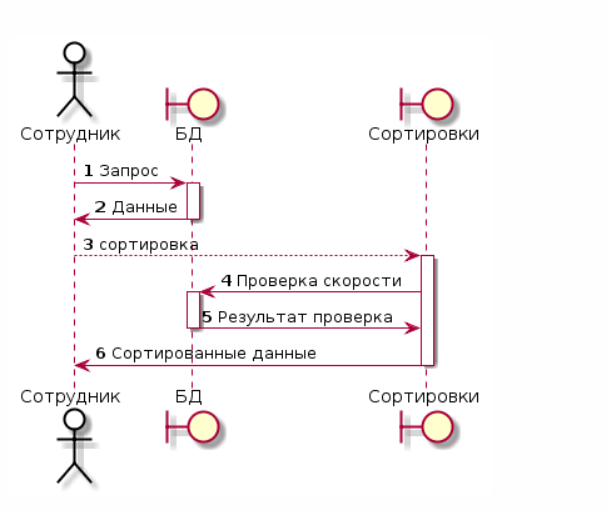 Сотрудник БД Сортировки
1 Запрос
2 Данные
3 сортировка
4 Проверка скорости
5 Результат проверка
6 Сортированные данные
Сотрудник БД Сортировки